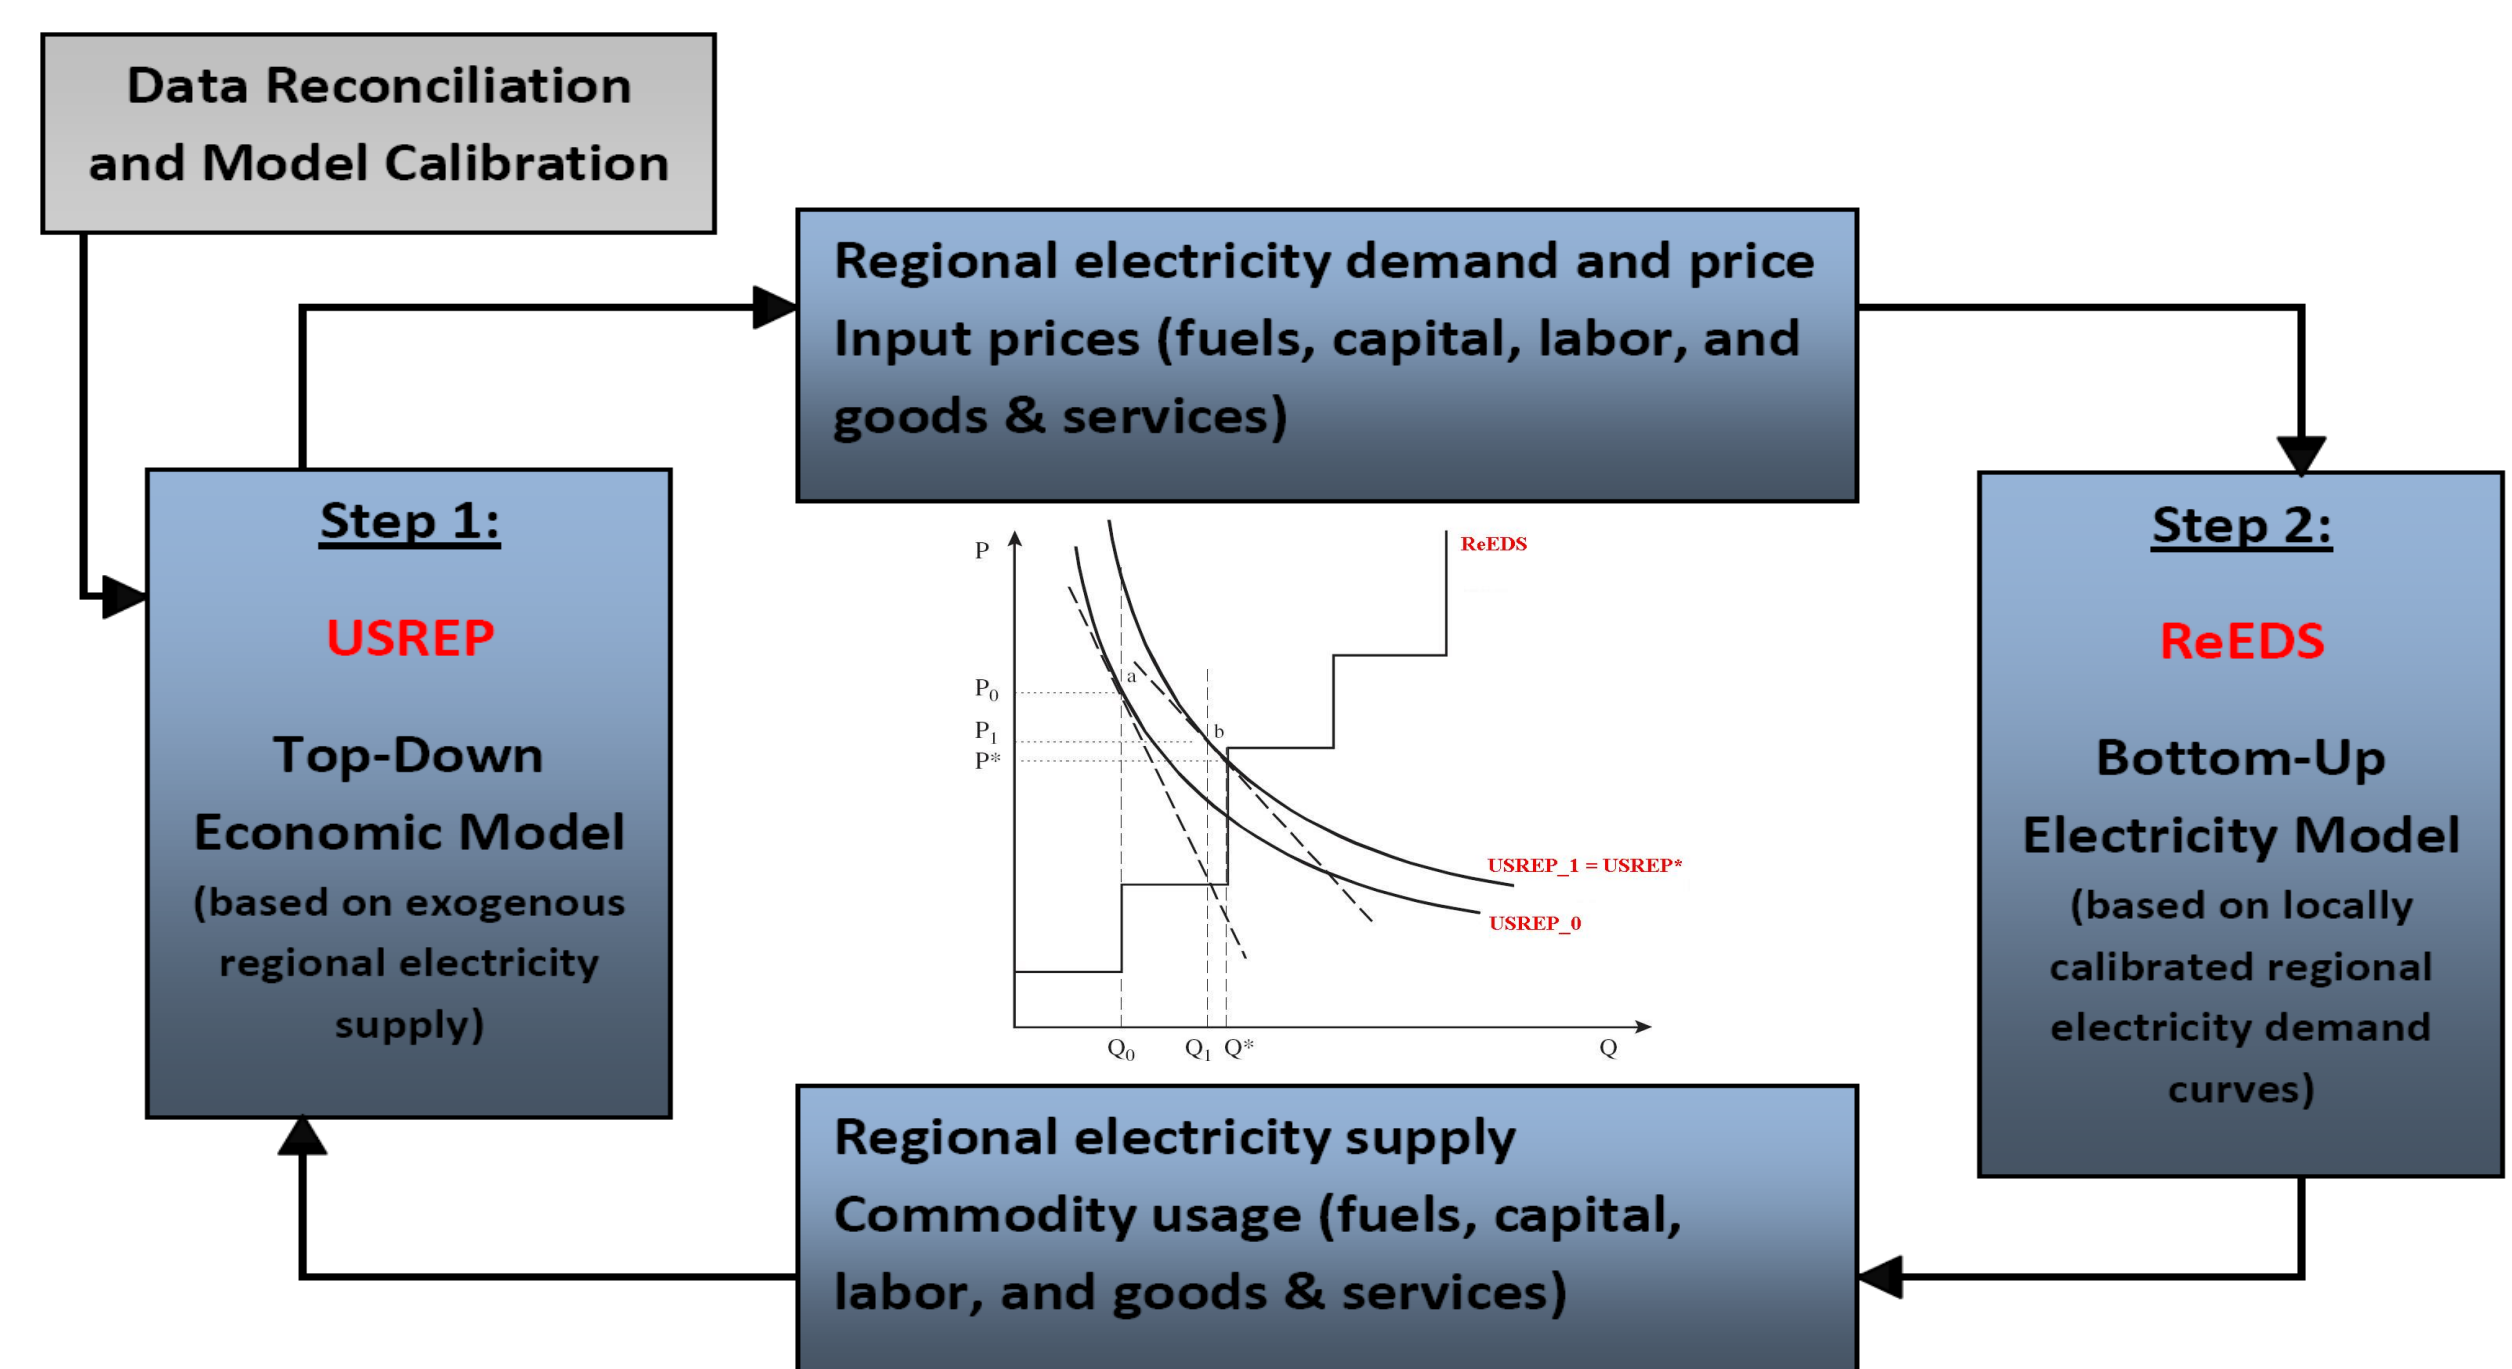 Data Reconciliation
and Model Calibration
Regional electricity demand and price
Input prices (fuels, capital, labor, and
goods & services)
Step 1:
USREP
Top-Down
Economic Model
(based on exogenous
regional electricity
supply)
P
ReEDS
a
P₀
b
P₁
P*
USREP_1 = USREP*
USREP_0
Q₀
Q₁
Q*
Q
Step 2:
ReEDS
Bottom-Up
Electricity Model
(based on locally
calibrated regional
electricity demand
curves)
Regional electricity supply
Commodity usage (fuels, capital,
labor, and goods & services)